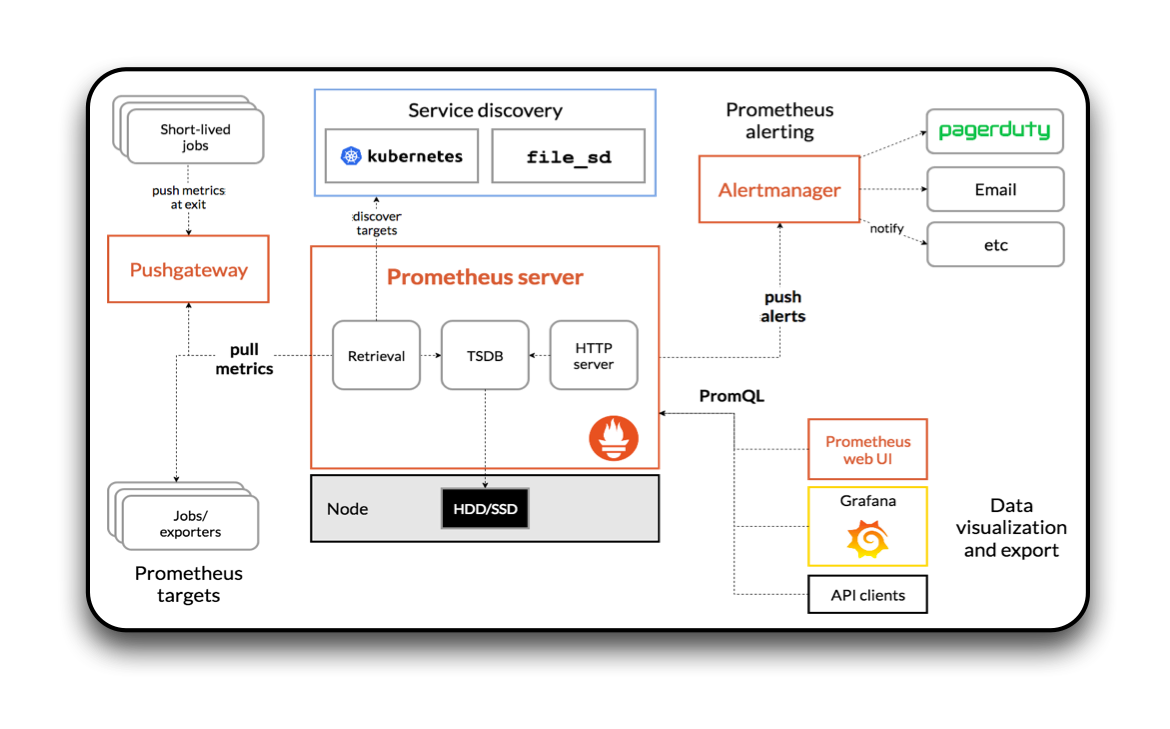 Short-lived
jobs
push metrics
at exit
Pushgateway
pull
metrics
Jobs/
exporters
Prometheus
targets
Service discovery
kubernetes
file_sd
discover
targets
Prometheus server
Retrieval
TSDB
HTTP
server
Node
HDD/SSD
Prometheus
alerting
Alertmanager
pagerduty
Email
notify
etc
push
alerts
PromQL
Prometheus
web UI
Grafana
API clients
Data
visualization
and export